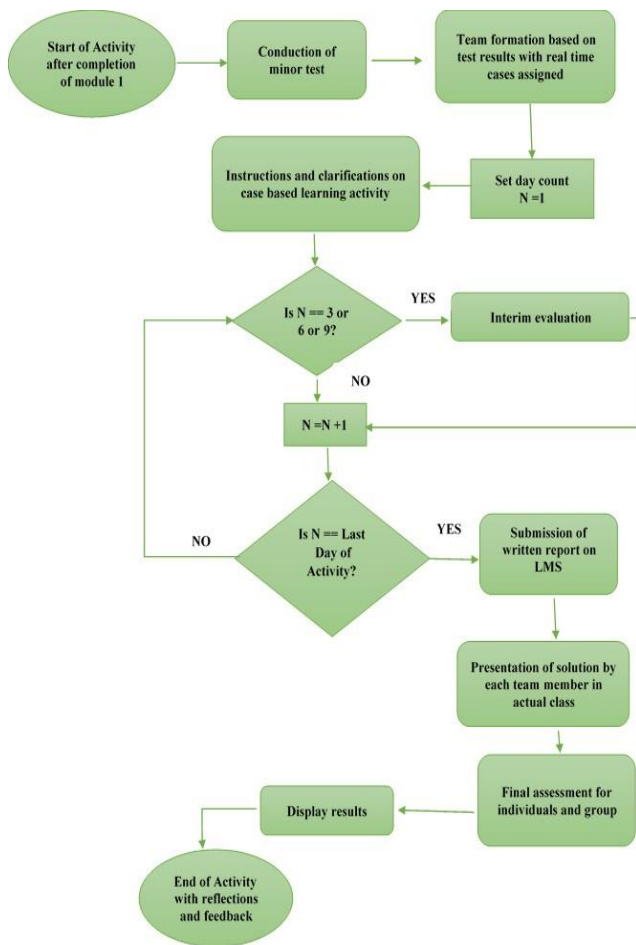 Start of Activity
after completion
of module 1
Conduction of
minor test
Team formation based on
test results with real time
cases assigned
Instructions and clarifications on
case based learning activity
Set day count
N =1
Is N == 3 or
6 or 9?
YES
Interim evaluation
NO
N =N +1
Is N == Last
Day of
Activity?
NO
YES
Submission of
written report on
LMS
Presentation of solution by
each team member in
actual class
Final assessment for
individuals and group
Display results
End of Activity
with reflections
and feedback